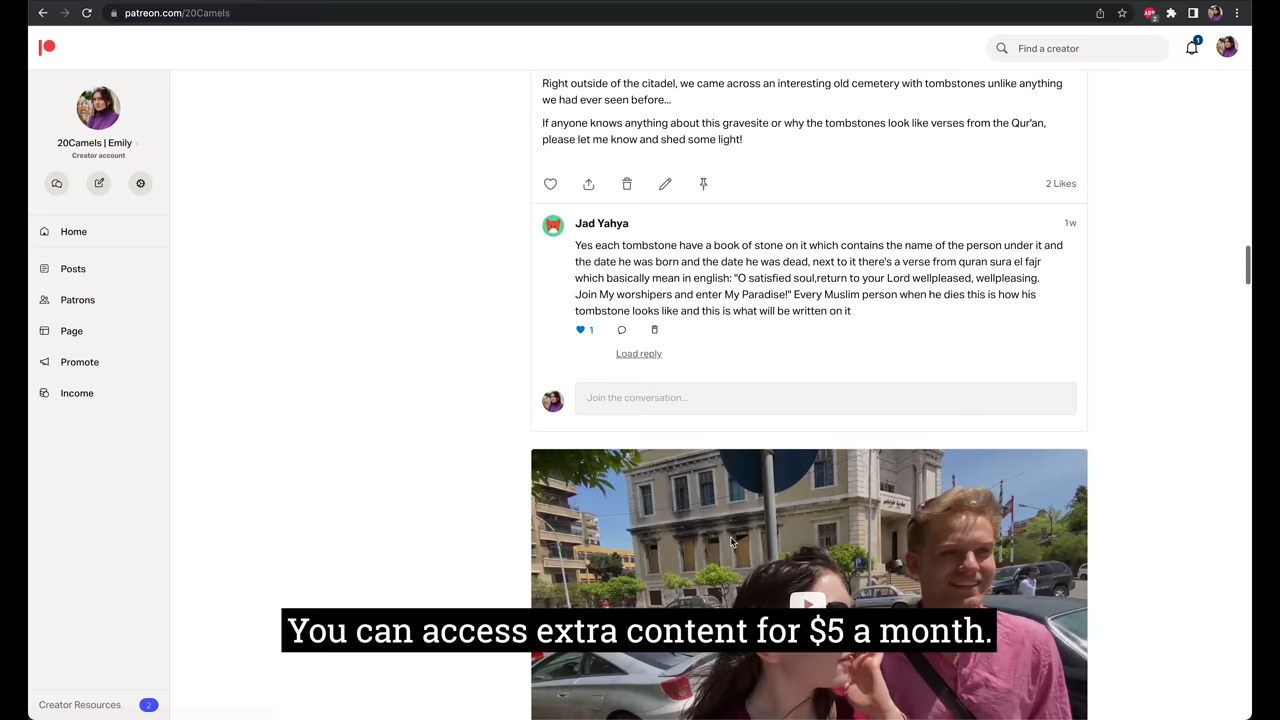 patreon.com/20Camels
2
Find a creator
1
20Camels | Emily
Creator account
Home
Posts
Patrons
Page
Promote
Income
Creator Resources
2
Right outside of the citadel, we came across an interesting old cemetery with tombstones unlike anything
we had ever seen before...
If anyone knows anything about this gravesite or why the tombstones look like verses from the Qur'an,
please let me know and shed some light!
2 Likes
Jad Yahya
1w
Yes each tombstone have a book of stone on it which contains the name of the person under it and
the date he was born and the date he was dead, next to it there's a verse from quran sura el fajr
which basically mean in english: "O satisfied soul,return to your Lord wellpleased, wellpleasing.
Join My worshipers and enter My Paradise!" Every Muslim person when he dies this is how his
tombstone looks like and this is what will be written on it
1
Load reply
Join the conversation...
P
You can access extra content for $5 a month.